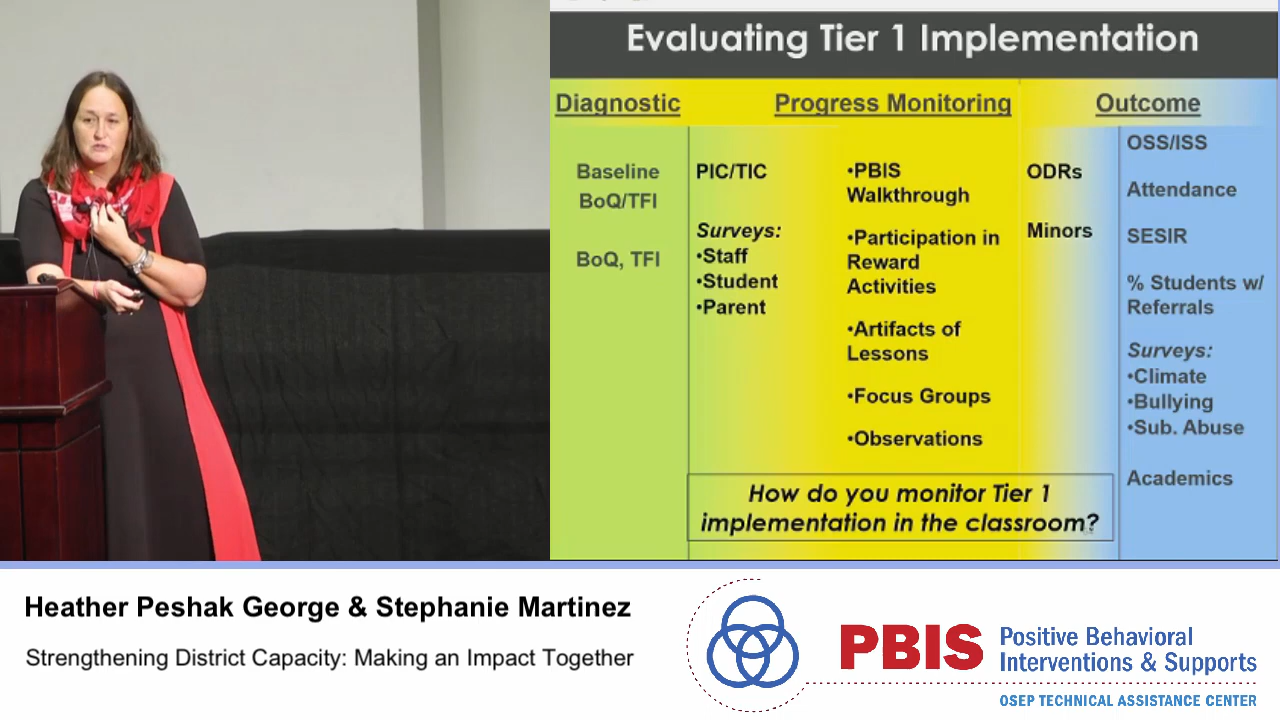 Evaluating Tier 1 Implementation
Diagnostic
Progress Monitoring
Outcome
Baseline
BoQ/TFI
BoQ, TFI
PIC/TIC
Surveys:
•Staff
•Student
•Parent
•PBIS
Walkthrough
•Participation in
Reward
Activities
•Artifacts of
Lessons
•Focus Groups
•Observations
ODRs
Minors
OSS/ISS
Attendance
SESIR
% Students w/
Referrals
Surveys:
•Climate
•Bullying
•Sub. Abuse
Academics
How do you monitor Tier 1
implementation in the classroom?
Heather Peshak George & Stephanie Martinez
Strengthening District Capacity: Making an Impact Together
PBIS
Positive Behavioral
Interventions & Supports
OSEP TECHNICAL ASSISTANCE CENTER